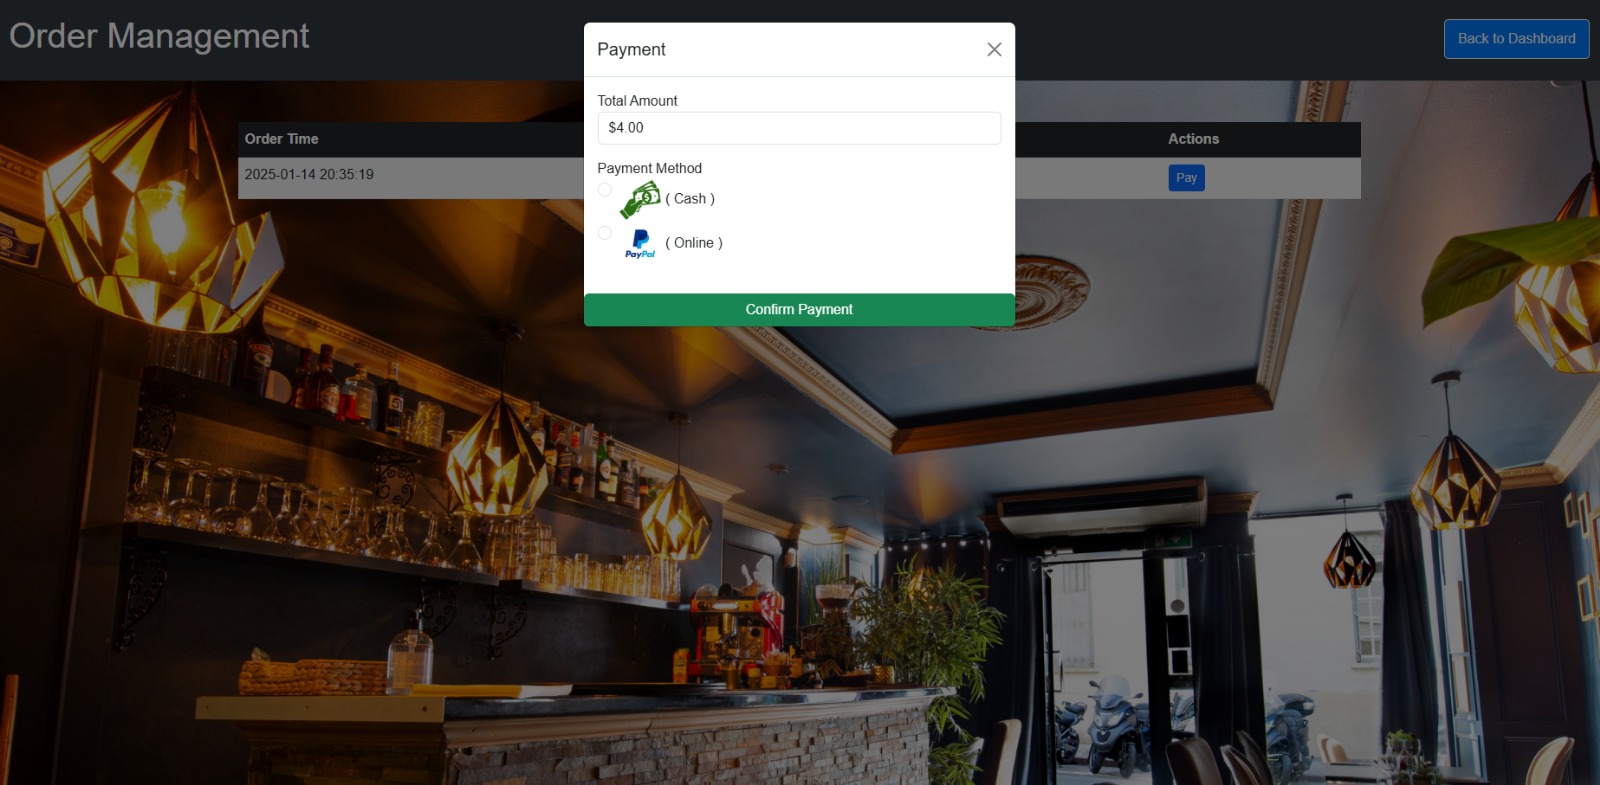 Order Management
Back to Dashboard
Payment
Total Amount
$4.00
Payment Method
( Cash )
PayPal
( Online )
Confirm Payment
Order Time
Actions
2025-01-14 20:35:19
Pay